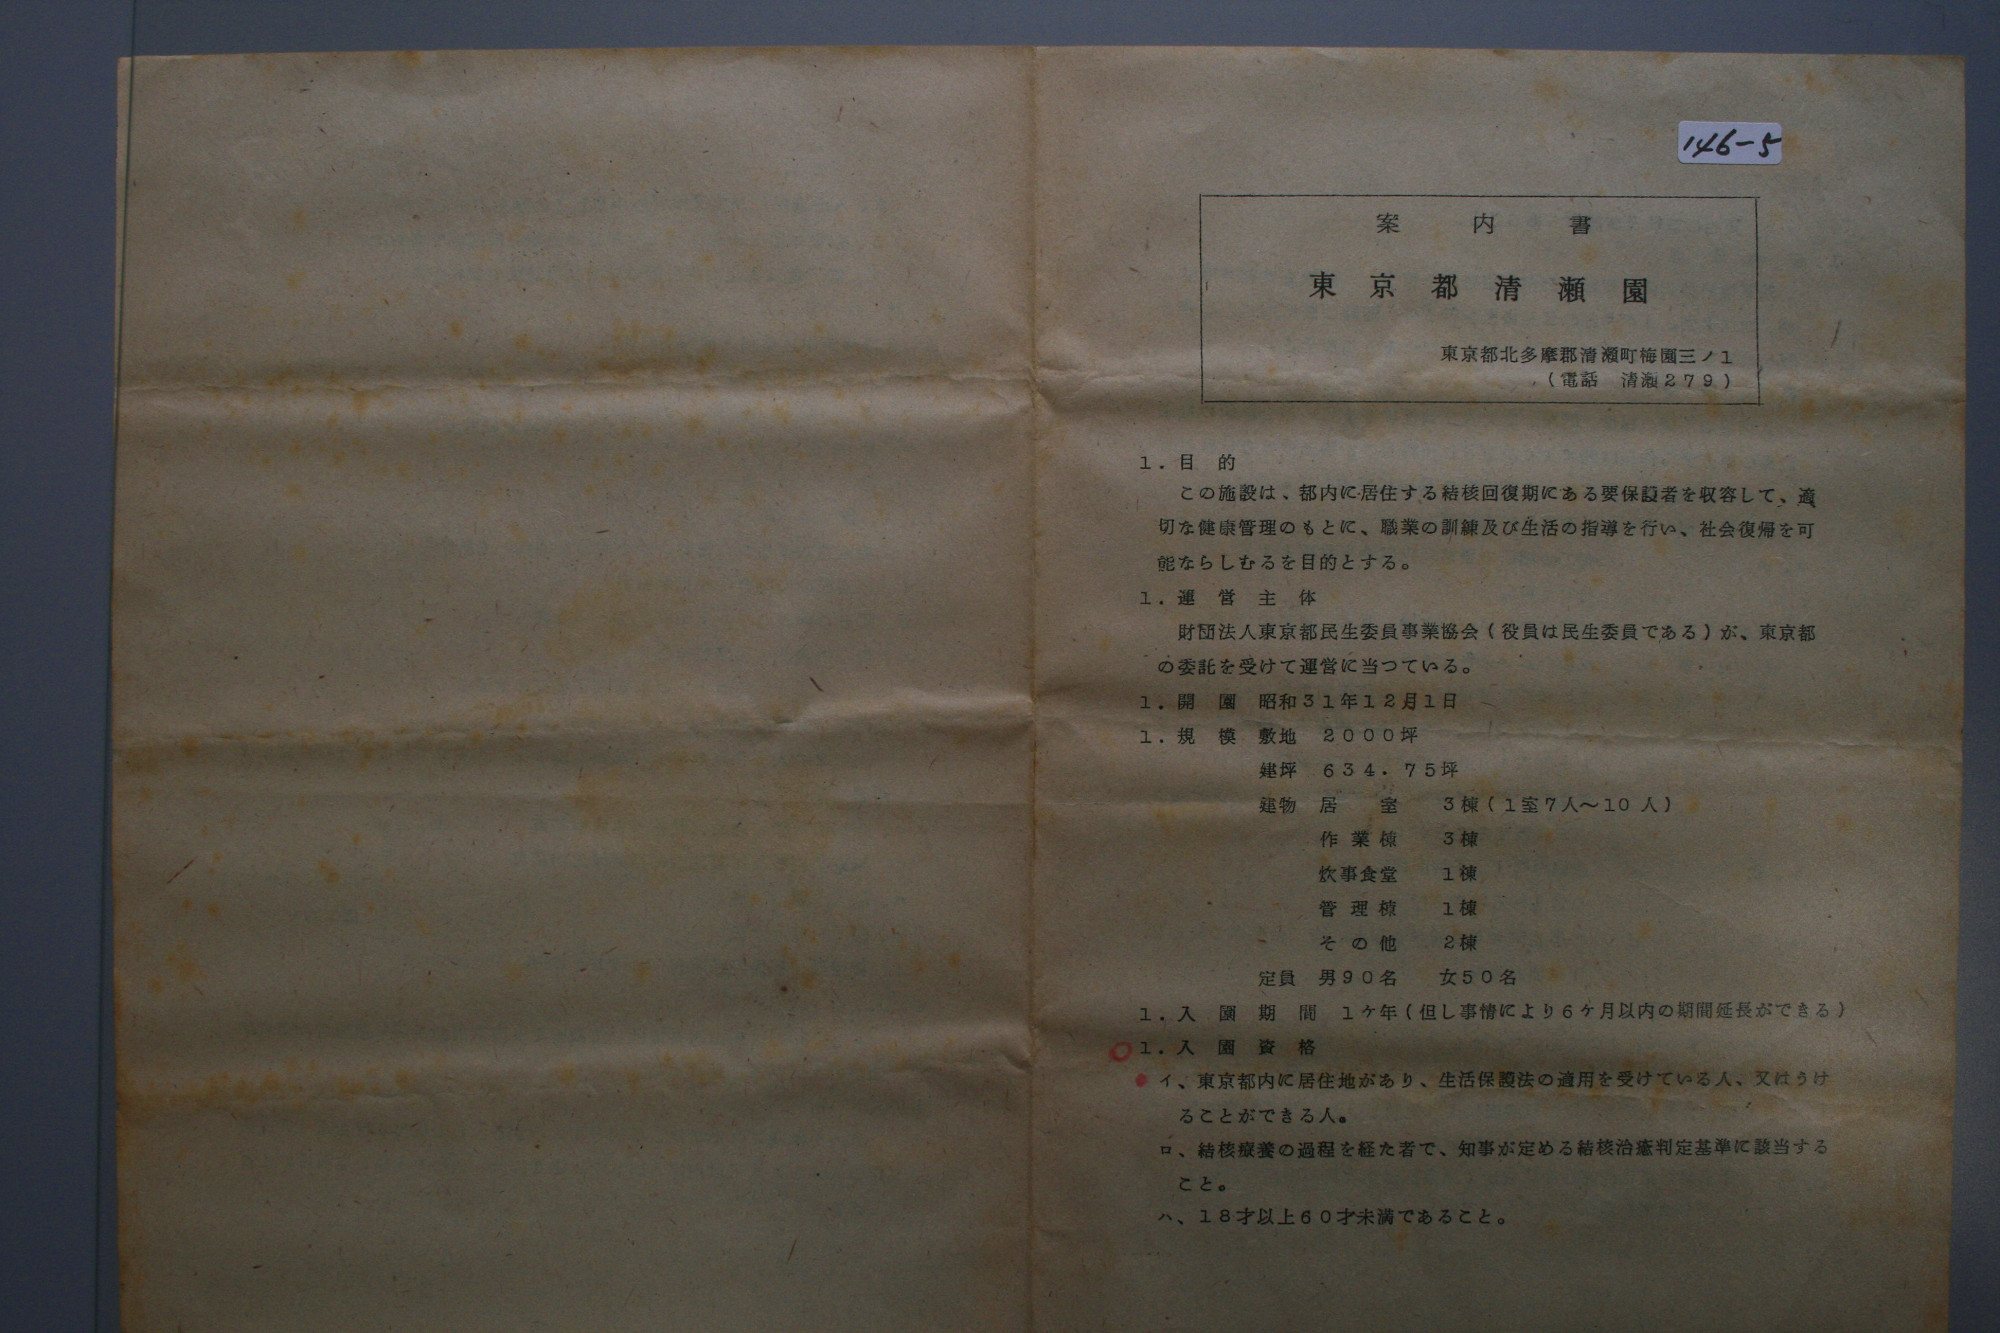 146-5
案内書
東京都清瀬園
東京都北多摩郡清瀬町梅園三ノ1
(電話 清瀬279)
1.目 的
この施設は、都内に居住する結核回復期にある要保護者を収容して、適
切な健康管理のもとに、職業の訓練及び生活の指導を行い、社会復帰を可
能ならしむるを目的とする。
1.運 営 主 体
財団法人東京都民生委員事業協会(役員は民生委員である)が、東京都
の委託を受けて運営に当つている。
1.開 園 昭和31年12月1日
1.規 模 敷地 2000坪
建坪 634.75坪
建物 居 室 3棟(1室7人～10人)
作業棟 3棟
炊事食堂 1棟
管理棟 1棟
その他 2棟
定員 男90名 女50名
1.入 園 期 間 1ケ年(但し事情により6ケ月以内の期間延長ができる)
1.入 園 資 格
イ、東京都内に居住地があり、生活保護法の適用を受けている人、又はうけ
ることができる人。
ロ、結核療養の過程を経た者で、知事が定める結核治癒判定基準に該当する
こと。
ハ、18才以上60才未満であること。